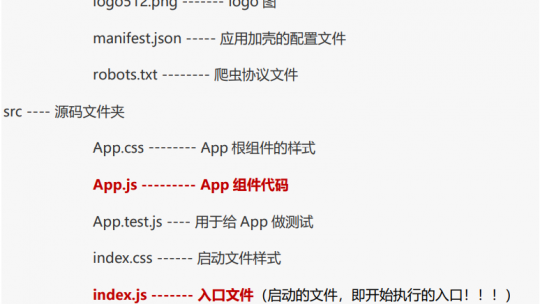 logo512.png ------- logo 图
manifest.json ----- 应用加壳的配置文件
robots.txt -------- 爬虫协议文件
src ---- 源码文件夹
App.css -------- App 根组件的样式
App.js --------- App 组件代码
App.test.js ---- 用于给 App 做测试
index.css ------ 启动文件样式
index.js ------- 入口文件（启动的文件，即开始执行的入口！！！）